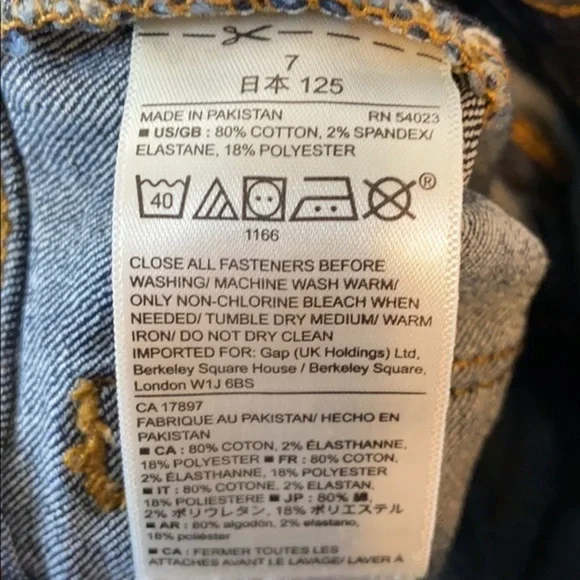 7
日本 125
MADE IN PAKISTAN RN 54023
■ US/GB : 80% COTTON, 2% SPANDEX/
ELASTANE, 18% POLYESTER
40 ®
1166
CLOSE ALL FASTENERS BEFORE
WASHING/ MACHINE WASH WARM/
ONLY NON-CHLORINE BLEACH WHEN
NEEDED/ TUMBLE DRY MEDIUM/ WARM
IRON/ DO NOT DRY CLEAN
IMPORTED FOR: Gap (UK Holdings) Ltd,
Berkeley Square House / Berkeley Square,
London W1J 6BS
CA 17897
FABRIQUE AU PAKISTAN/ HECHO EN
PAKISTAN
■ CA : 80% COTON, 2% ÉLASTHANNE,
18% POLYESTER ■ FR : 80% COTON,
2% ÉLASTHANNE, 18% POLYESTER
■ IT : 80% COTONE, 2% ELASTAN,
18% POLIESTERE ■ JP : 80% 綿,
2% ポリウレタン, 18% ポリエステル
■ AR : 80% algodón, 2% elastano,
18% poliéster
■ CA : FERMER TOUTES LES
ATTACHES AVANT LE LAVAGE/ LAVER À